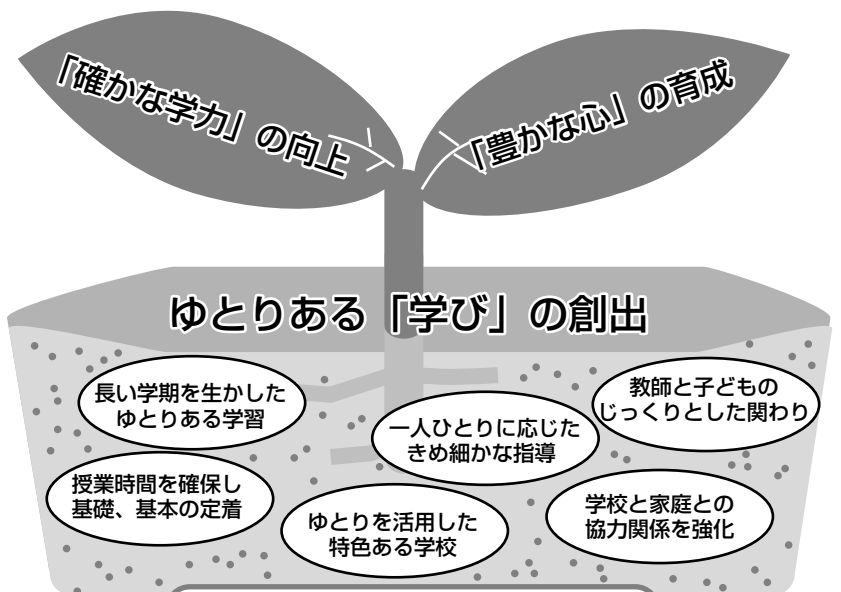 「確かな学力」の向上
「豊かな心」の育成
ゆとりある「学び」の創出
長い学期を生かした
ゆとりある学習
一人ひとりに応じた
きめ細かな指導
教師と子どもの
じっくりとした関わり
授業時間を確保し
基礎、基本の定着
ゆとりを活用した
特色ある学校
学校と家庭との
協力関係を強化